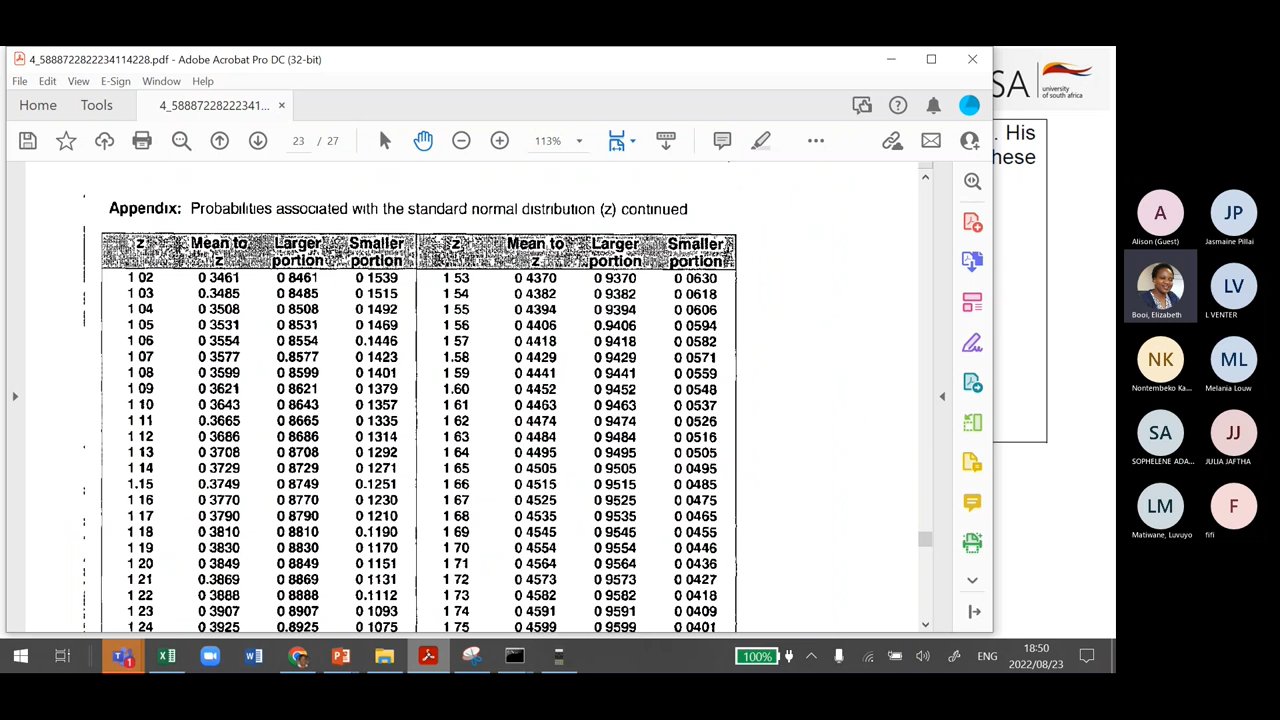 4_5888722822234114228.pdf - Adobe Acrobat Pro DC (32-bit)
File Edit View E-Sign Window Help
Home Tools 4_58887228222341... ×
23 / 27 113%
SA
university of south africa
. His
hese
Appendix: Probabilities associated with the standard normal distribution (z) continued
z Mean to z Larger portion Smaller portion z Mean to z Larger portion Smaller portion
1 02 0 3461 0 8461 0 1539 1 53 0 4370 0 9370 0 0630
1 03 0.3485 0 8485 0 1515 1 54 0 4382 0 9382 0 0618
1 04 0 3508 0 8508 0 1492 1 55 0 4394 0 9394 0 0606
1 05 0 3531 0 8531 0 1469 1 56 0 4406 0.9406 0 0594
1 06 0 3554 0 8554 0.1446 1 57 0 4418 0 9418 0 0582
1 07 0 3577 0.8577 0 1423 1.58 0 4429 0 9429 0 0571
1 08 0 3599 0 8599 0 1401 1 59 0 4441 0 9441 0 0559
1 09 0 3621 0 8621 0 1379 1.60 0 4452 0 9452 0 0548
1 10 0 3643 0 8643 0 1357 1 61 0 4463 0 9463 0 0537
1 11 0.3665 0 8665 0 1335 1 62 0 4474 0 9474 0 0526
1 12 0 3686 0 8686 0 1314 1 63 0 4484 0 9484 0 0516
1 13 0 3708 0 8708 0 1292 1 64 0 4495 0 9495 0 0505
1 14 0 3729 0 8729 0 1271 1 65 0 4505 0 9505 0 0495
1.15 0.3749 0 8749 0.1251 1 66 0 4515 0 9515 0 0485
1 16 0 3770 0 8770 0 1230 1 67 0 4525 0 9525 0 0475
1 17 0 3790 0 8790 0 1210 1 68 0 4535 0 9535 0 0465
1 18 0 3810 0 8810 0.1190 1 69 0 4545 0 9545 0 0455
1 19 0 3830 0 8830 0 1170 1 70 0 4554 0 9554 0 0446
1 20 0 3849 0 8849 0 1151 1 71 0 4564 0 9564 0 0436
1 21 0.3869 0 8869 0 1131 1 72 0 4573 0 9573 0 0427
1 22 0 3888 0 8888 0.1112 1 73 0 4582 0 9582 0 0418
1 23 0 3907 0 8907 0 1093 1 74 0 4591 0 9591 0 0409
1 24 0 3925 0.8925 0 1075 1 75 0 4599 0 9599 0 0401
A JP
Alison (Guest) Jasmaine Pillai
LV
Booi, Elizabeth L VENTER
NK ML
Nontembeko Ka... Melania Louw
SA JJ
SOPHELENE ADA... JULIA JAFTHA
LM F
Matiwane, Luvuyo fifi
100% ENG 18:50
2022/08/23